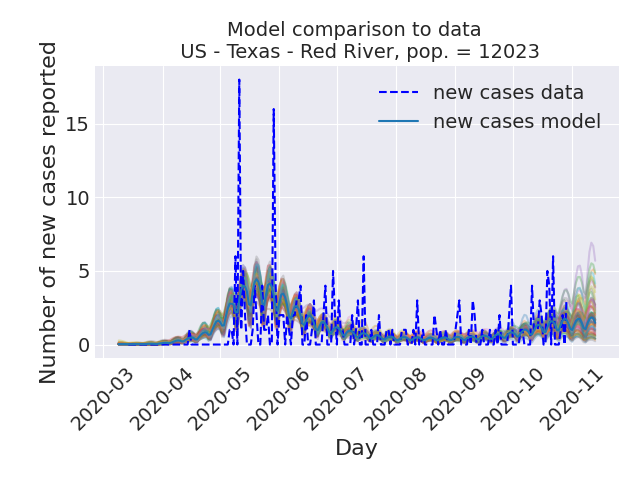 Model comparison to data
US - Texas - Red River, pop. = 12023
Number of new cases reported
15
10
5
0
new cases data
new cases model
2020-03
2020-04
2020-05
2020-06
2020-07
2020-08
2020-09
2020-10
2020-11
Day